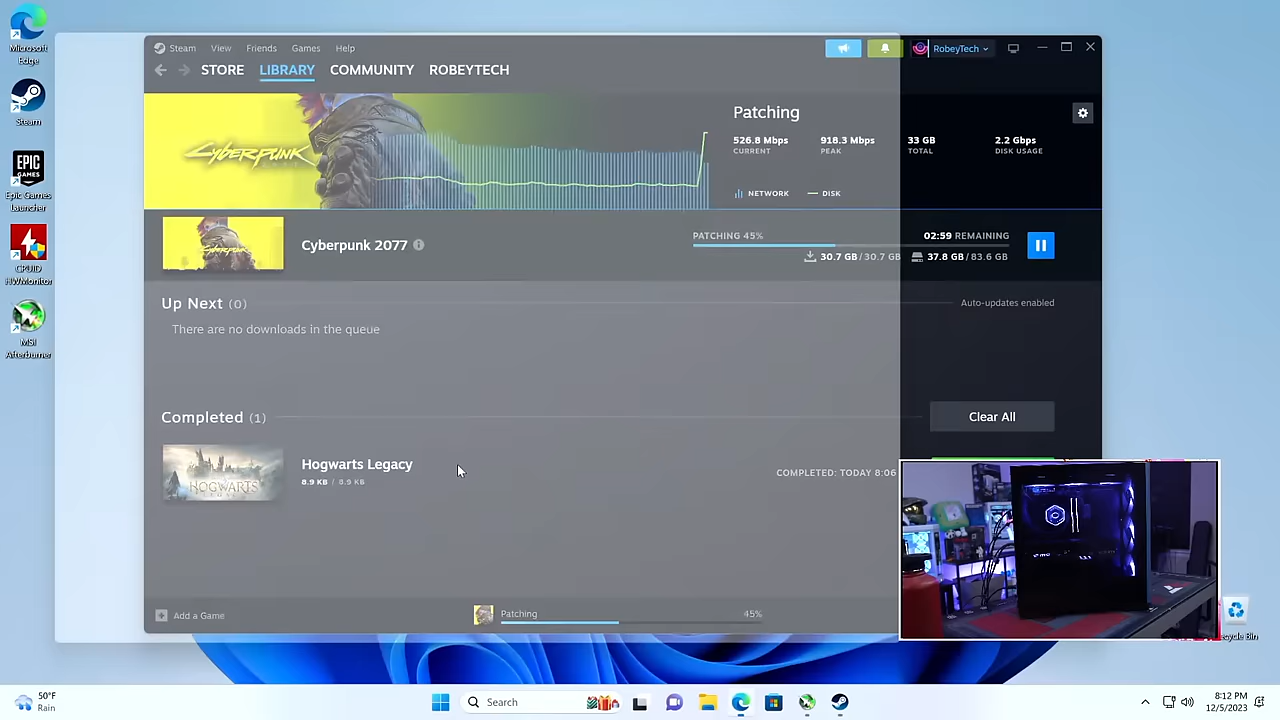 Microsoft
Edge
Steam
EPIC
GAMES
Epic Games
Launcher
CPUID
HWMonitor
MSI
Afterburner
Steam View Friends Games Help
RobeyTech
STORE LIBRARY COMMUNITY ROBEYTECH
CYBERPUNK
Patching
526.8 Mbps 918.3 Mbps 33 GB 2.2 Gbps
CURRENT PEAK TOTAL DISK USAGE
NETWORK DISK
Cyberpunk 2077
PATCHING 45% 02:59 REMAINING
30.7 GB / 30.7 GB 37.8 GB / 83.6 GB
Up Next (0) Auto-updates enabled
There are no downloads in the queue
Completed (1) Clear All
HOGWARTS
Hogwarts Legacy
8.9 KB / 8.9 KB
COMPLETED: TODAY 8:06
Add a Game
Patching 45%
cycle Bin
50°F
Rain
Search
8:12 PM
12/5/2023